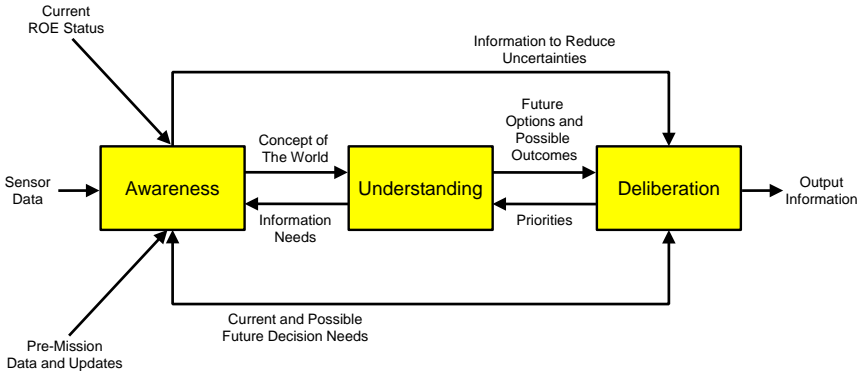 Current
ROE Status
Information to Reduce
Uncertainties
Future
Options and
Possible
Outcomes
Concept of
The World
Sensor
Data
Awareness
Understanding
Deliberation
Output
Information
Information
Needs
Priorities
Current and Possible
Future Decision Needs
Pre-Mission
Data and Updates